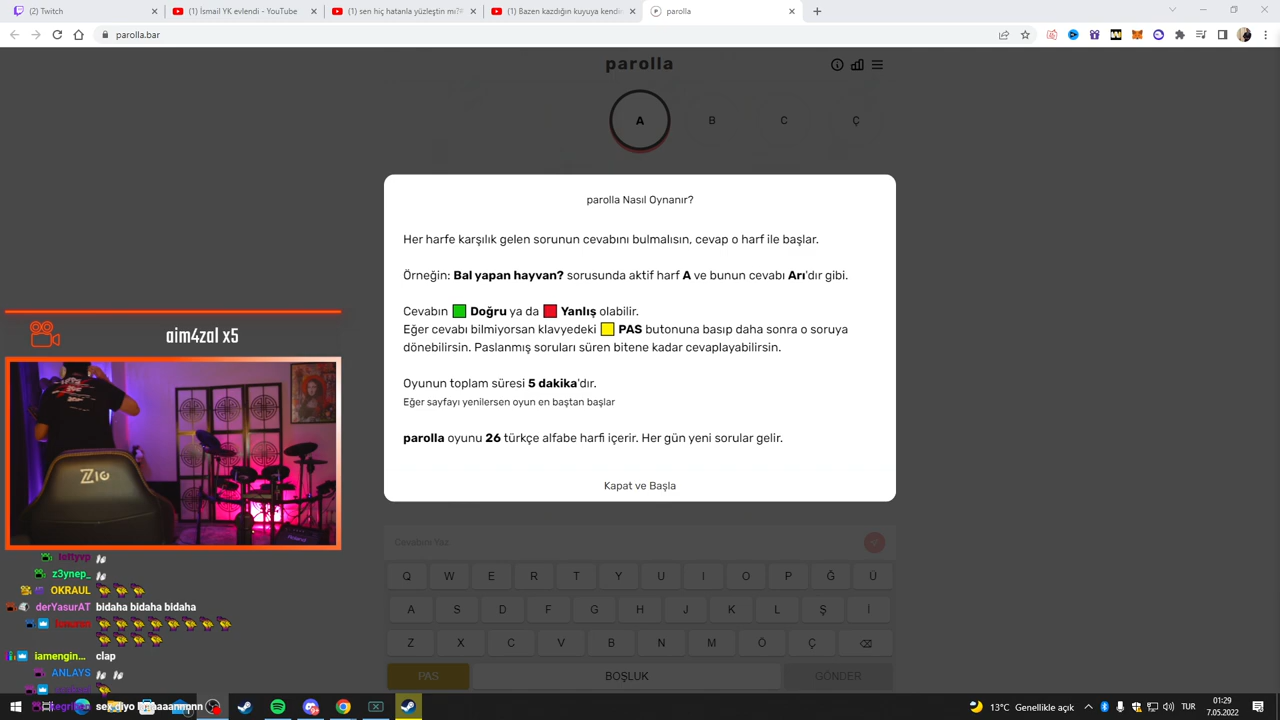 (2) Twitch
(1) İsmail YK evlendi - YouTube
(1) sen hiç hatanla yüzleştin mi?
(1) Bazen kazdığın kuyuya kendi
parolla
parolla.bar
parolla
A B C Ç
parolla Nasıl Oynanır?
Her harfe karşılık gelen sorunun cevabını bulmalısın, cevap o harf ile başlar.
Örneğin: Bal yapan hayvan? sorusunda aktif harf A ve bunun cevabı Arı'dır gibi.
Cevabın Doğru ya da Yanlış olabilir.
Eğer cevabı bilmiyorsan klavyedeki PAS butonuna basıp daha sonra o soruya
dönebilirsin. Paslanmış soruları süren bitene kadar cevaplayabilirsin.
Oyunun toplam süresi 5 dakika'dır.
Eğer sayfayı yenilersen oyun en baştan başlar
parolla oyunu 26 türkçe alfabe harfi içerir. Her gün yeni sorular gelir.
Kapat ve Başla
Cevabını Yaz
Q W E R T Y U I O P Ğ Ü
A S D F G H J K L Ş İ
Z X C V B N M Ö Ç
PAS BOŞLUK GÖNDER
aim4zal x5
ZIO
leftyvp
z3ynep_
OKRAUL
derYasurAT bidaha bidaha bidaha
iamengin... clap
ANLAYS
13°C Genellikle açık
TUR
01:29
7.05.2022